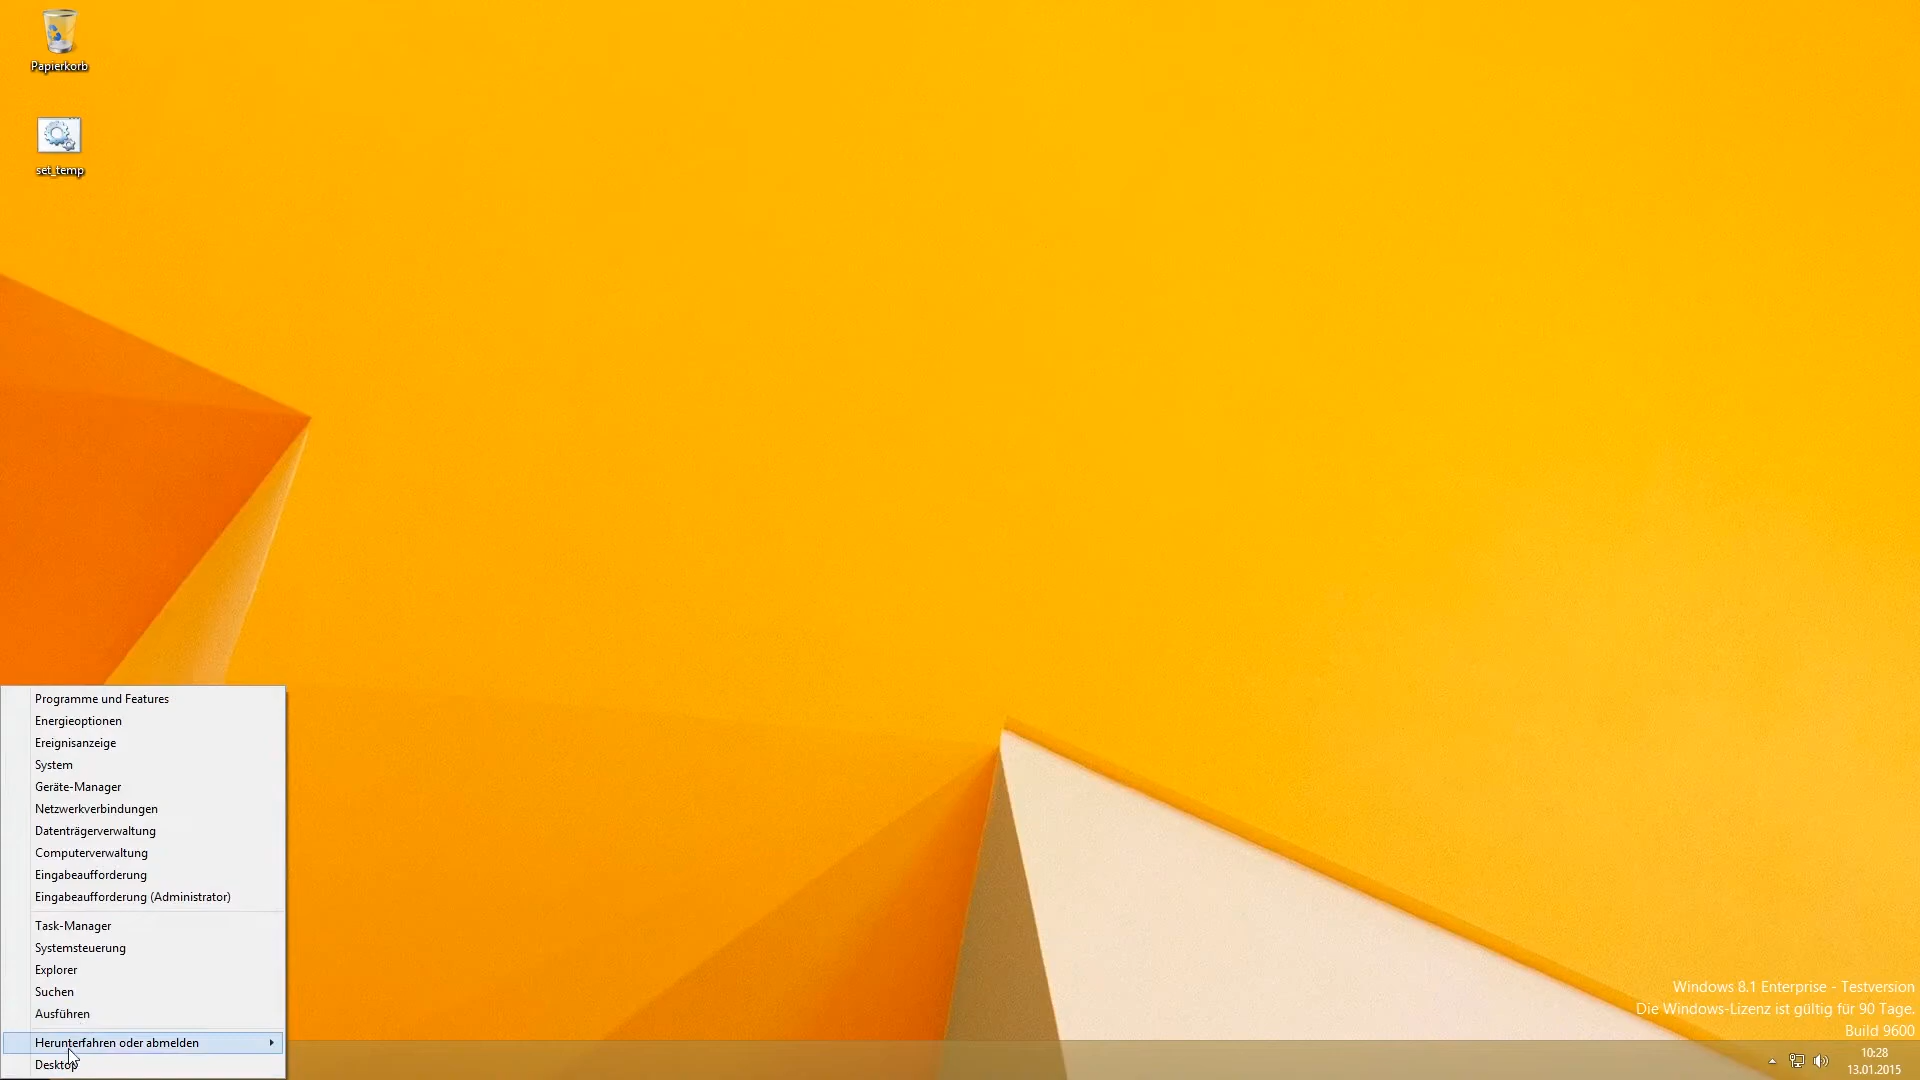 Papierkorb
set_temp
Programme und Features
Energieoptionen
Ereignisanzeige
System
Geräte-Manager
Netzwerkverbindungen
Datenträgerverwaltung
Computerverwaltung
Eingabeaufforderung
Eingabeaufforderung (Administrator)
Task-Manager
Systemsteuerung
Explorer
Suchen
Ausführen
Herunterfahren oder abmelden
Desktop
Windows 8.1 Enterprise - Testversion
Die Windows-Lizenz ist gültig für 90 Tage.
Build 9600
10:28
13.01.2015